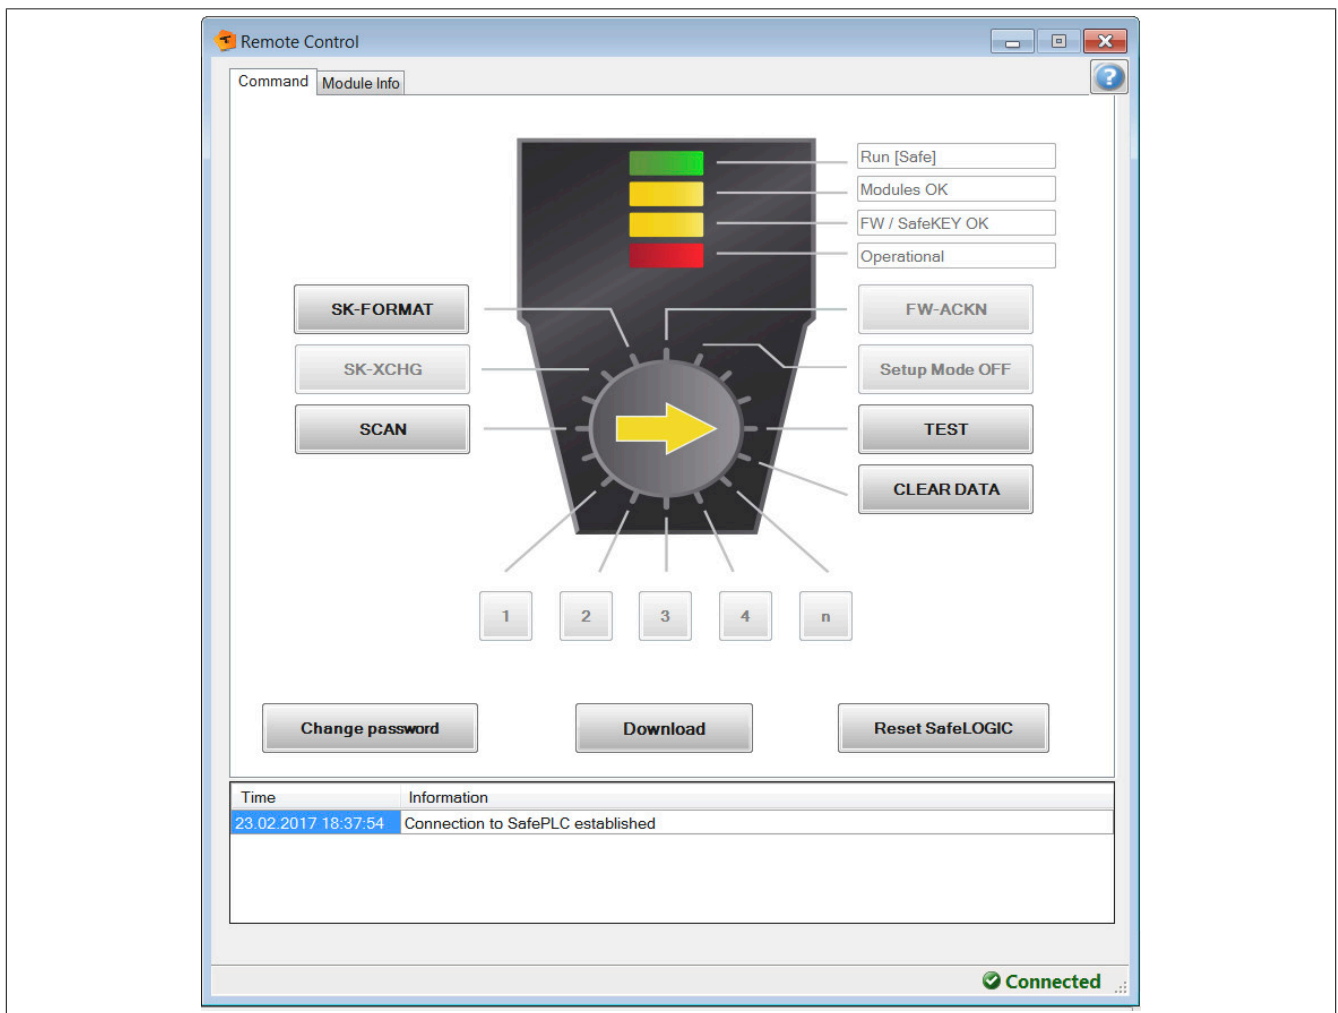 Remote Control
Command
Module Info
Run [Safe]
Modules OK
FW / SafeKEY OK
Operational
SK-FORMAT
FW-ACKN
SK-XCHG
Setup Mode OFF
SCAN
TEST
CLEAR DATA
1
2
3
4
n
Change password
Download
Reset SafeLOGIC
Time Information
23.02.2017 18:37:54 Connection to SafePLC established
Connected